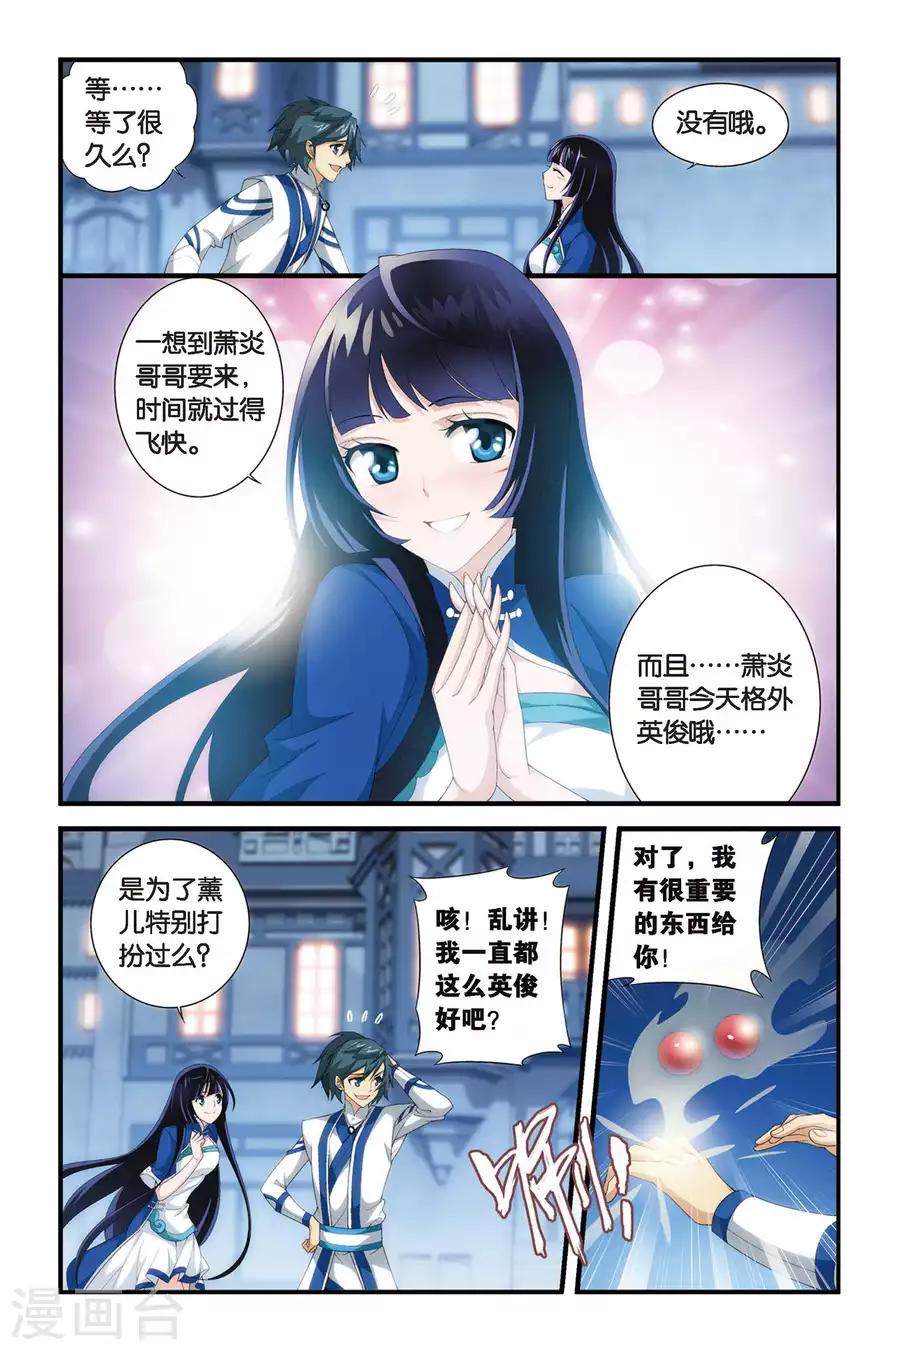 等……
等了很
久么？
没有哦。
一想到萧炎
哥哥要来，
时间就过得
飞快。
而且……萧炎
哥哥今天格外
英俊哦……
是为了薰
儿特别打
扮过么？
咳！乱讲！
我一直都
这么英俊
好吧？
对了，我
有很重要
的东西给
你！
唰！
漫画台